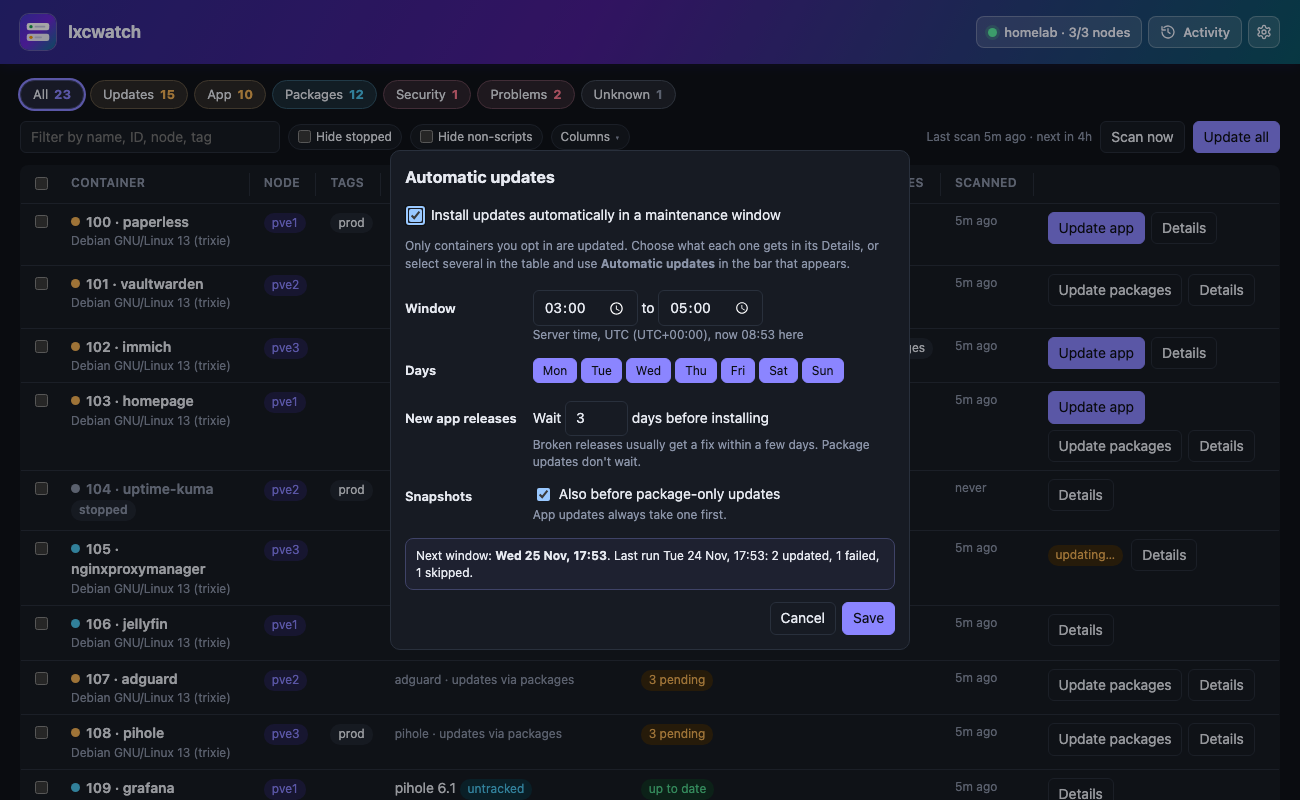 lxcwatch
homelab · 3/3 nodes
Activity
All 23
Updates 15
App 10
Packages 12
Security 1
Problems 2
Unknown 1
Filter by name, ID, node, tag
Hide stopped
Hide non-scripts
Columns
Last scan 5m ago · next in 4h
Scan now
Update all
CONTAINER
NODE
TAGS
ES
SCANNED
100 · paperless
Debian GNU/Linux 13 (trixie)
pve1
prod
5m ago
Update app
Details
101 · vaultwarden
Debian GNU/Linux 13 (trixie)
pve2
5m ago
Update packages
Details
102 · immich
Debian GNU/Linux 13 (trixie)
pve3
ges
5m ago
Update app
Details
103 · homepage
Debian GNU/Linux 13 (trixie)
pve1
5m ago
Update app
Update packages
Details
104 · uptime-kuma
stopped
pve2
prod
never
Details
105 ·
nginxproxymanager
Debian GNU/Linux 13 (trixie)
pve3
5m ago
updating…
Details
106 · jellyfin
Debian GNU/Linux 13 (trixie)
pve1
5m ago
Details
107 · adguard
Debian GNU/Linux 13 (trixie)
pve2
adguard · updates via packages
3 pending
5m ago
Update packages
Details
108 · pihole
Debian GNU/Linux 13 (trixie)
pve3
prod
pihole · updates via packages
3 pending
5m ago
Update packages
Details
109 · grafana
pve1
pihole 6.1
untracked
up to date
5m ago
Details
Automatic updates
Install updates automatically in a maintenance window
Only containers you opt in are updated. Choose what each one gets in its Details, or
select several in the table and use Automatic updates in the bar that appears.
Window
03:00
to
05:00
Server time, UTC (UTC+00:00), now 08:53 here
Days
Mon
Tue
Wed
Thu
Fri
Sat
Sun
New app releases
Wait 3 days before installing
Broken releases usually get a fix within a few days. Package
updates don't wait.
Snapshots
Also before package-only updates
App updates always take one first.
Next window: Wed 25 Nov, 17:53. Last run Tue 24 Nov, 17:53: 2 updated, 1 failed,
1 skipped.
Cancel
Save